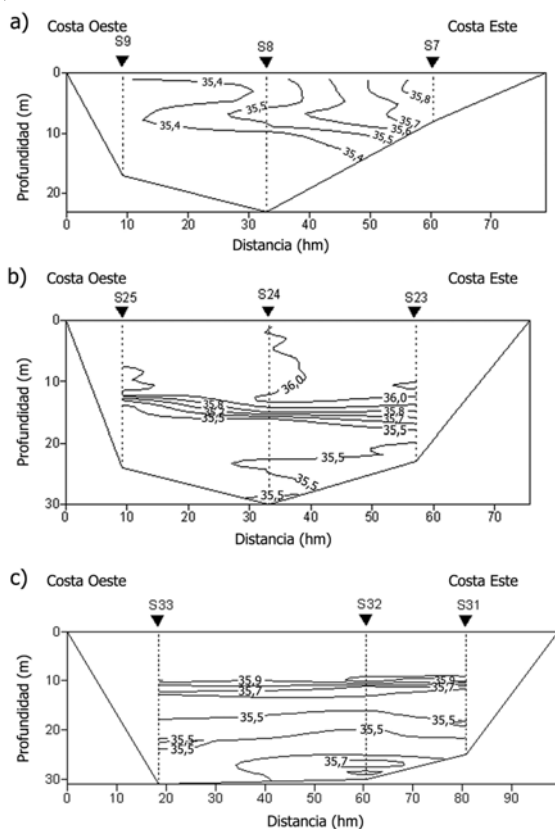 a)
Costa Oeste Costa Este
S9 S8 S7
0
35,4 35,5 35,8
35,7
35,6
35,4 35,5
10
35,4
20
Profundidad (m)
0 10 20 30 40 50 60 70
Distancia (hm)
b)
Costa Oeste Costa Este
S25 S24 S23
0
10
36,0 36,0
35,8 35,8
35,7
35,5 35,5
20
35,5
35,5
35,5
30
Profundidad (m)
0 10 20 30 40 50 60 70
Distancia (hm)
c)
Costa Oeste Costa Este
S33 S32 S31
0
10
35,9 35,9
35,7 35,7
35,5 35,5
20
35,5 35,5
35,5
35,7
30
Profundidad (m)
0 10 20 30 40 50 60 70 80 90
Distancia (hm)